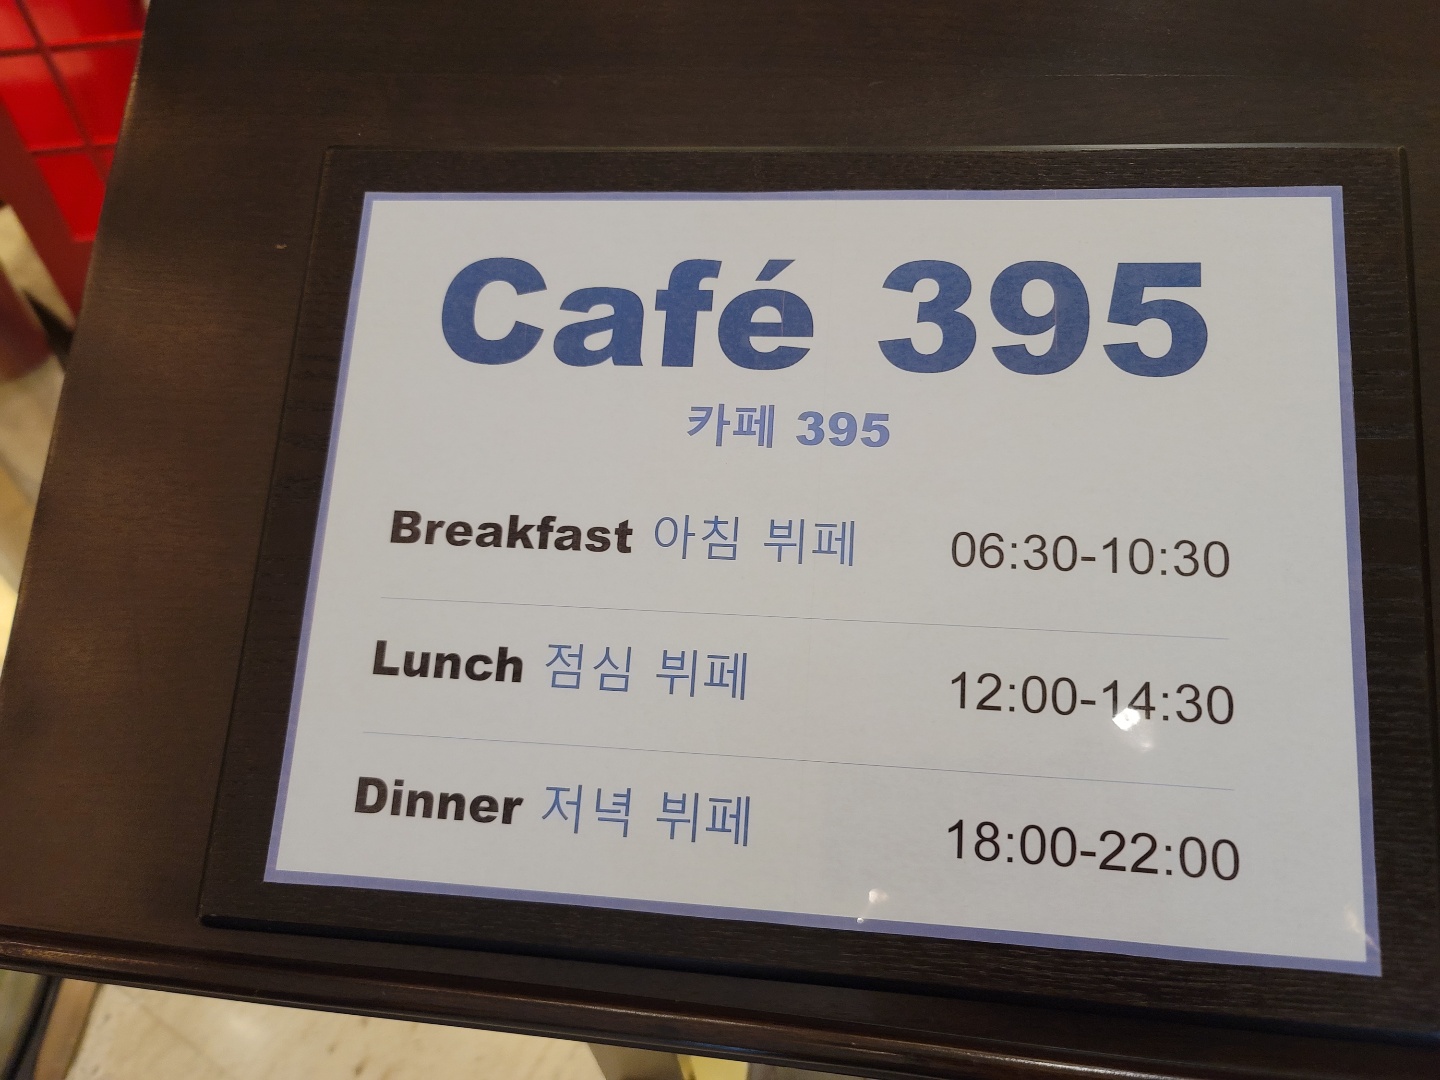 Café 395
카페 395
Breakfast 아침 뷔페 06:30-10:30
Lunch 점심 뷔페 12:00-14:30
Dinner 저녁 뷔페 18:00-22:00